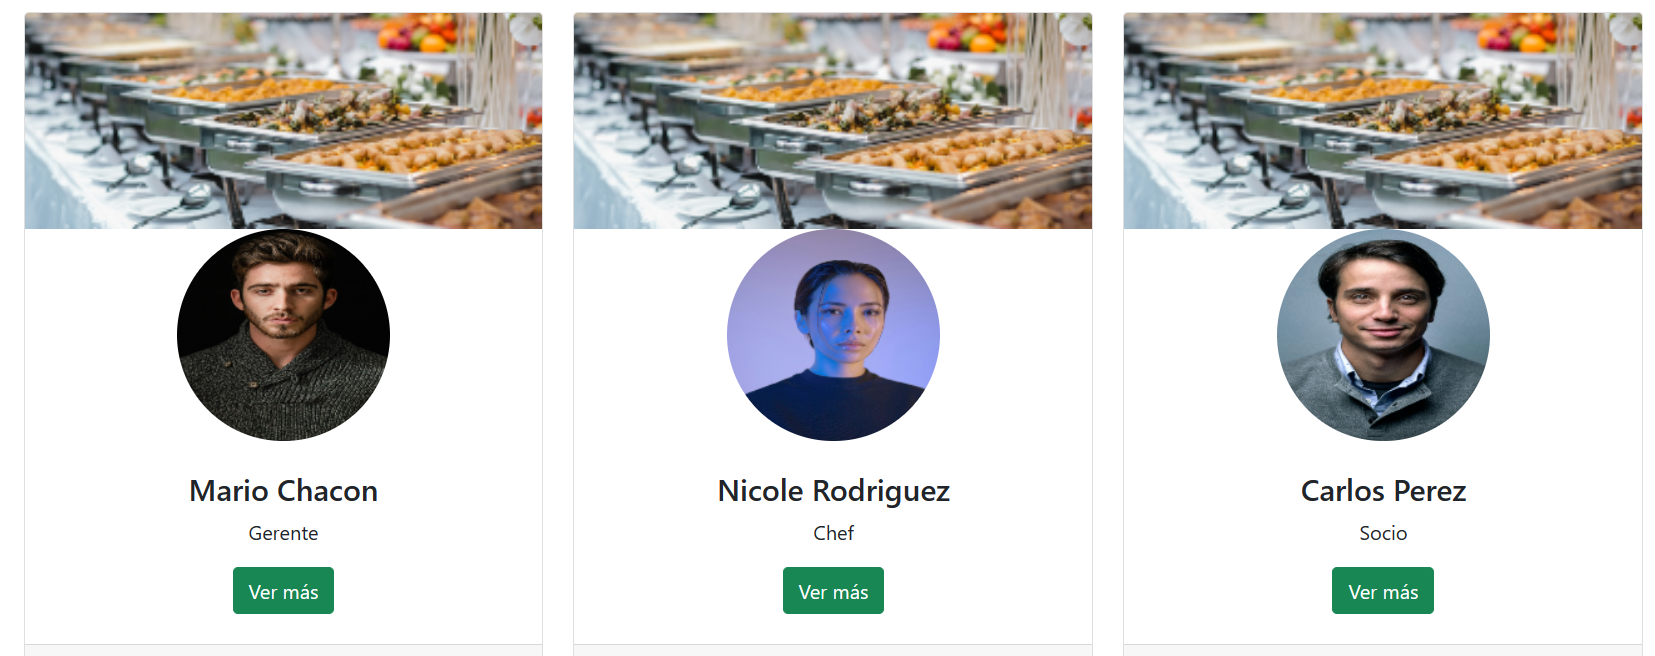 Mario Chacon
Gerente
Ver más
Nicole Rodriguez
Chef
Ver más
Carlos Perez
Socio
Ver más